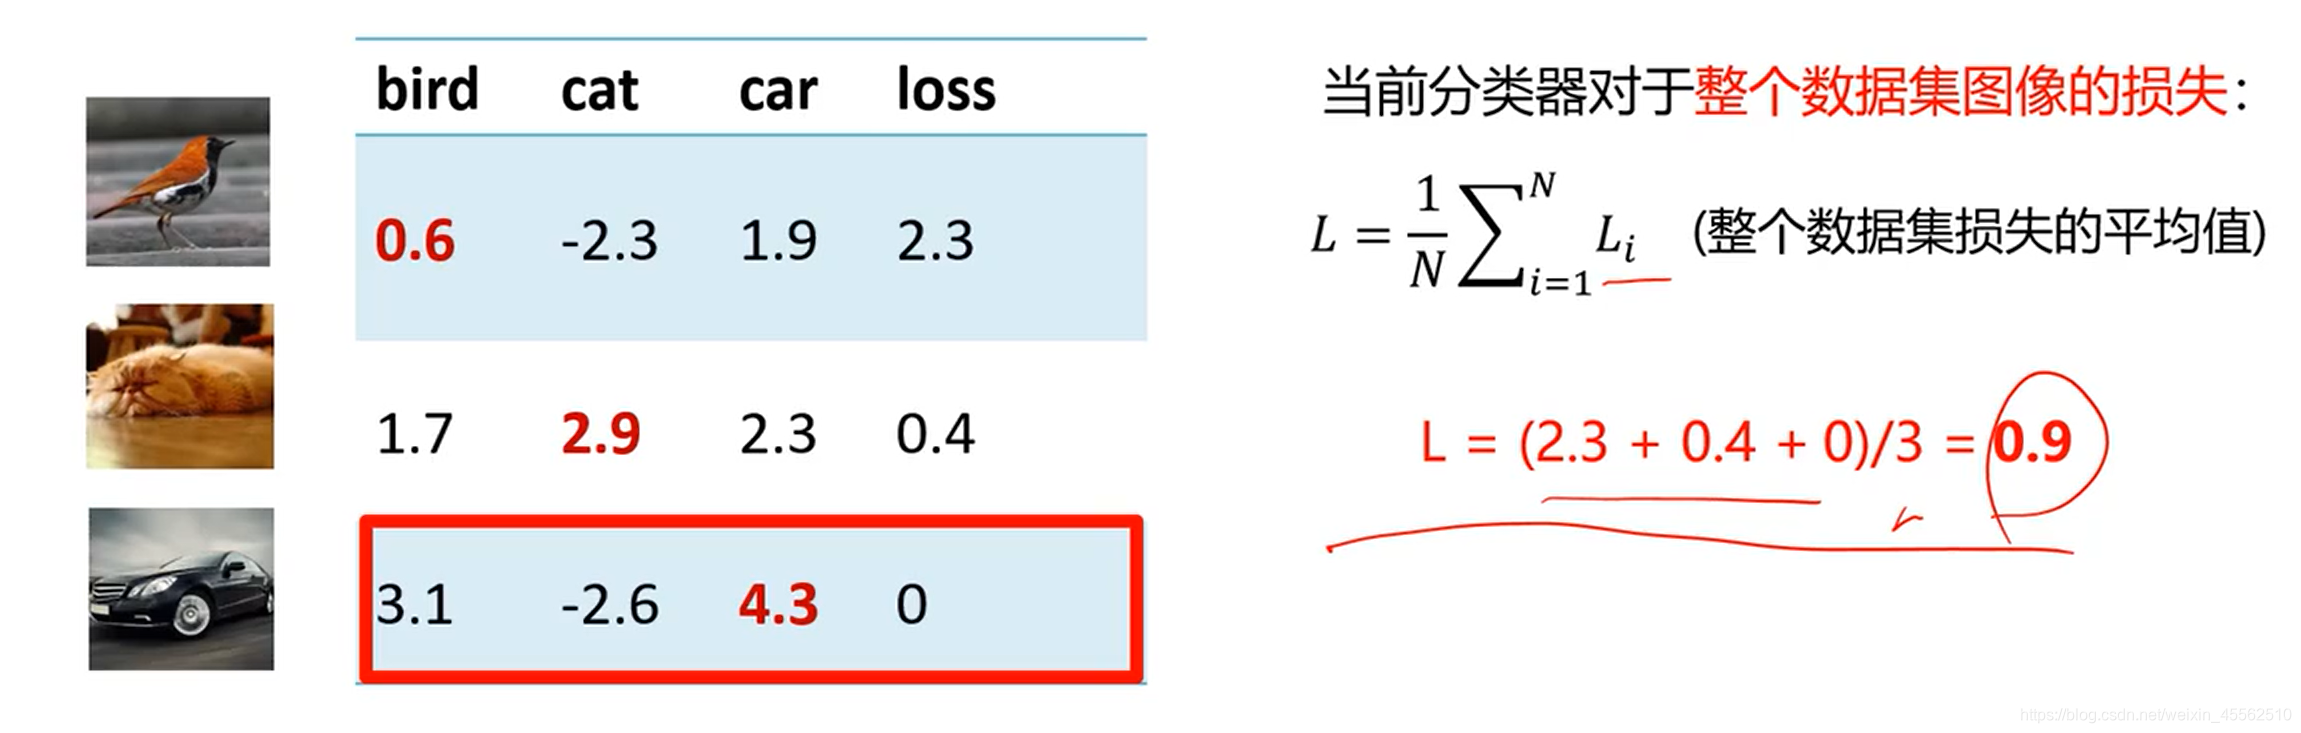 bird cat car loss
0.6 -2.3 1.9 2.3
1.7 2.9 2.3 0.4
3.1 -2.6 4.3 0
当前分类器对于整个数据集图像的损失：
L = 1/N ∑_{i=1}^{N} L_i (整个数据集损失的平均值)
L = (2.3 + 0.4 + 0)/3 = 0.9
https://blog.csdn.net/weixin_45562510